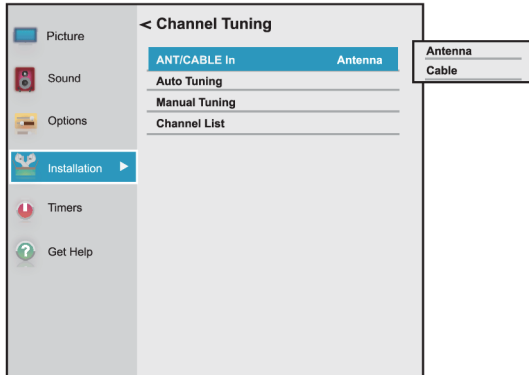 Picture
Sound
Options
Installation
Timers
Get Help
< Channel Tuning
ANT/CABLE In Antenna
Auto Tuning
Manual Tuning
Channel List
Antenna
Cable